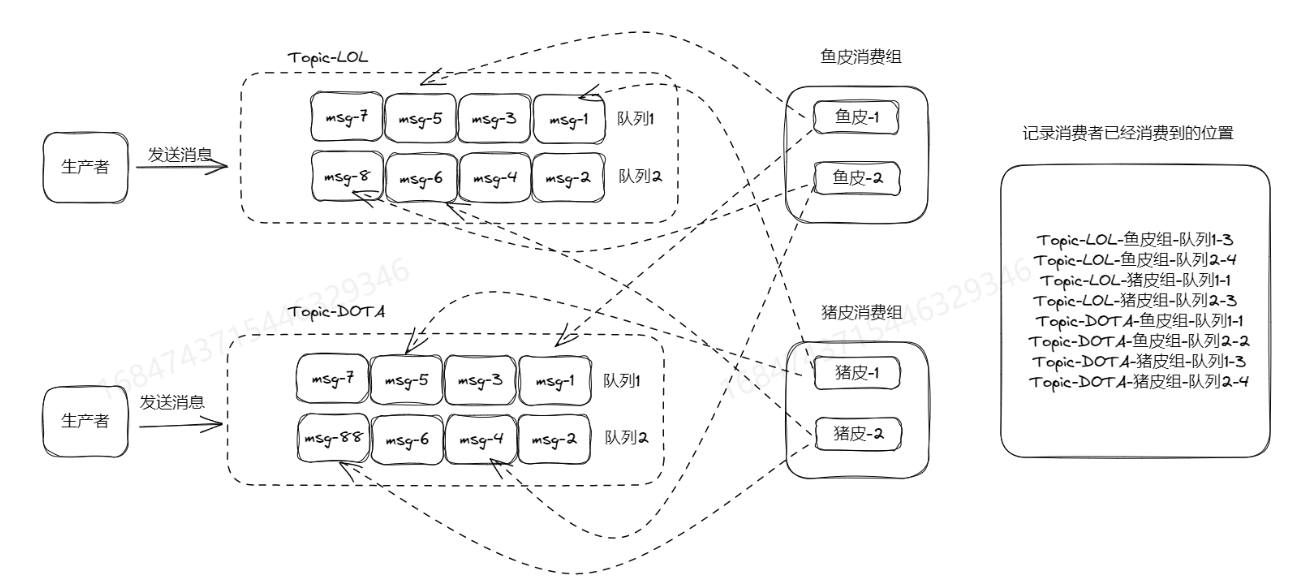 Topic-LOL
鱼皮消费组
msg-7 msg-5 msg-3 msg-1 队列1
鱼皮-1
记录消费者已经消费到的位置
生产者
发送消息
msg-8 msg-6 msg-4 msg-2 队列2
鱼皮-2
Topic-LOL-鱼皮组-队列1-3
Topic-LOL-鱼皮组-队列2-4
Topic-LOL-猪皮组-队列1-1
Topic-LOL-猪皮组-队列2-3
Topic-DOTA-鱼皮组-队列1-1
Topic-DOTA-鱼皮组-队列2-2
Topic-DOTA-猪皮组-队列1-3
Topic-DOTA-猪皮组-队列2-4
1684743715446329346
1684743715446329346
Topic-DOTA
猪皮消费组
msg-7 msg-5 msg-3 msg-1 队列1
猪皮-1
生产者
发送消息
msg-88 msg-6 msg-4 msg-2 队列2
猪皮-2